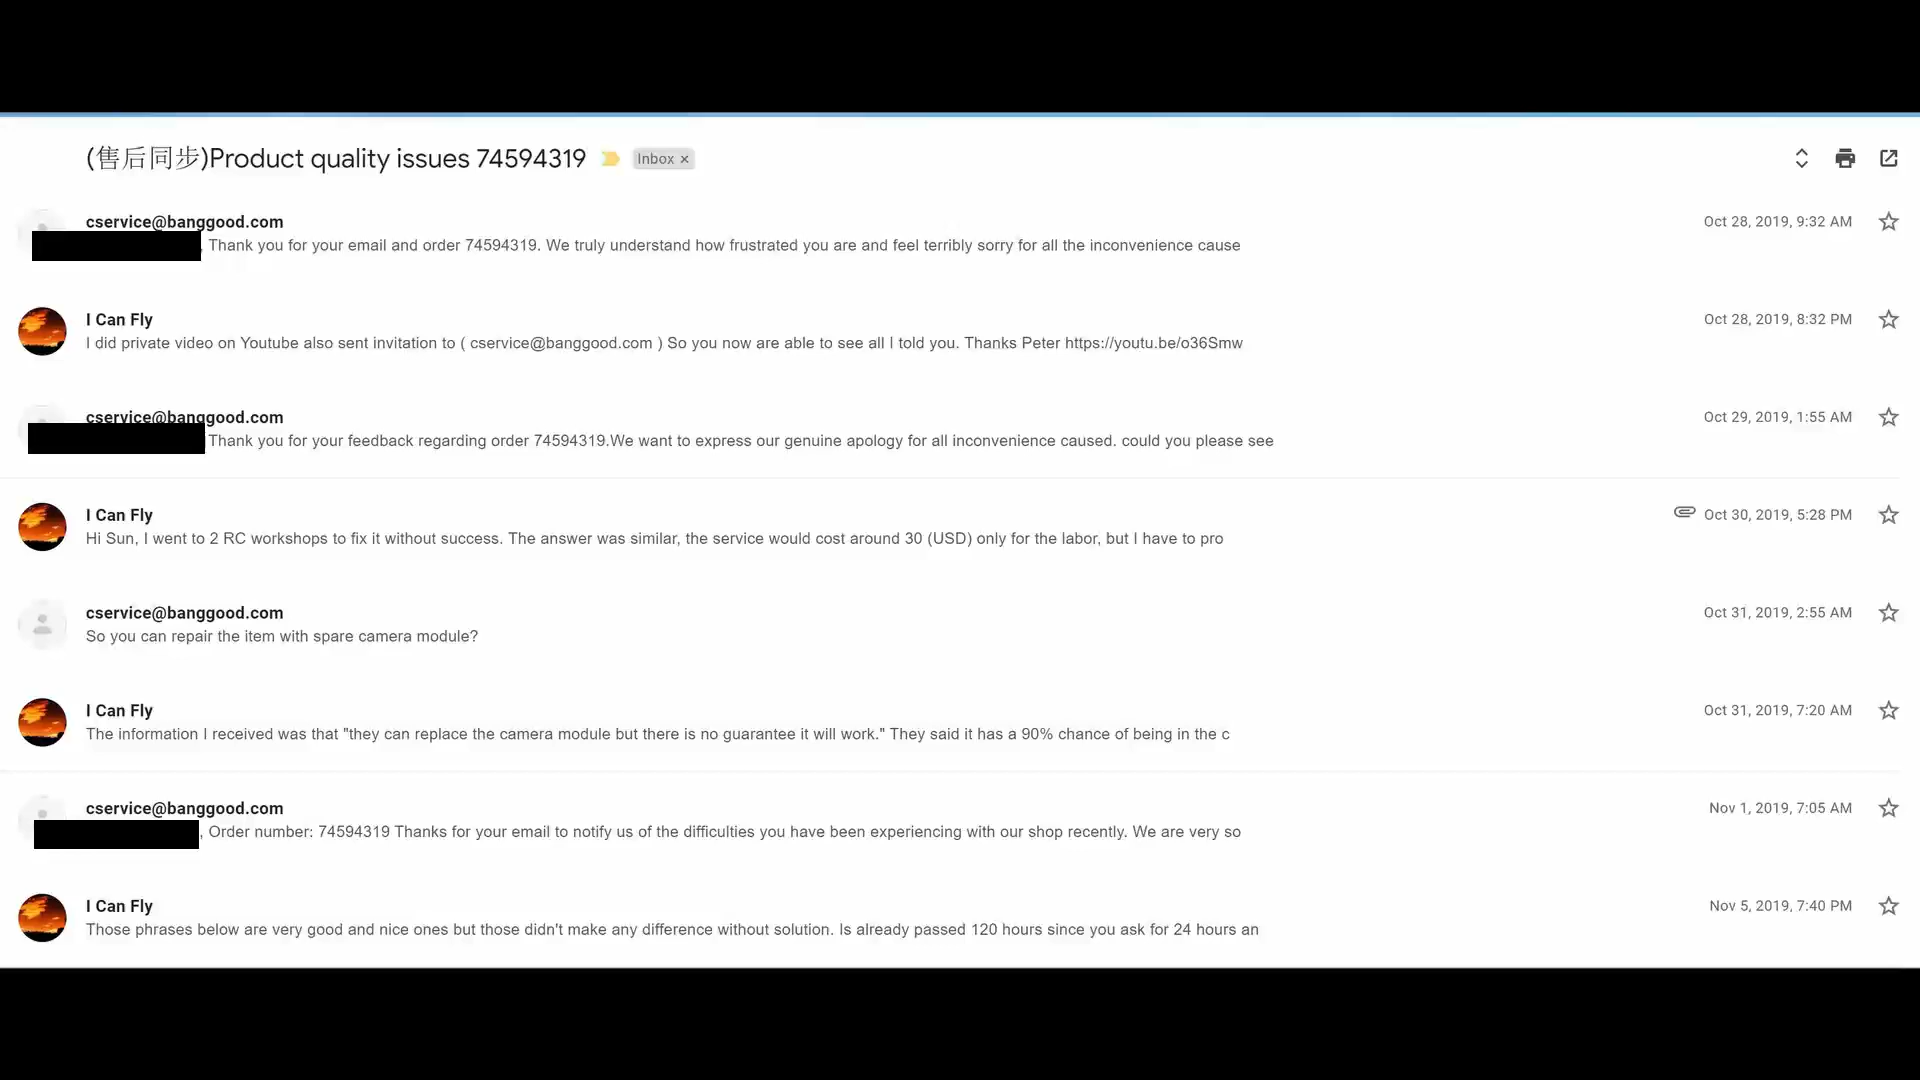 (售后同步)Product quality issues 74594319 Inbox ×
cservice@banggood.com Oct 28, 2019, 9:32 AM
Thank you for your email and order 74594319. We truly understand how frustrated you are and feel terribly sorry for all the inconvenience cause
I Can Fly Oct 28, 2019, 8:32 PM
I did private video on Youtube also sent invitation to ( cservice@banggood.com ) So you now are able to see all I told you. Thanks Peter https://youtu.be/o36Smw
cservice@banggood.com Oct 29, 2019, 1:55 AM
Thank you for your feedback regarding order 74594319.We want to express our genuine apology for all inconvenience caused. could you please see
I Can Fly Oct 30, 2019, 5:28 PM
Hi Sun, I went to 2 RC workshops to fix it without success. The answer was similar, the service would cost around 30 (USD) only for the labor, but I have to pro
cservice@banggood.com Oct 31, 2019, 2:55 AM
So you can repair the item with spare camera module?
I Can Fly Oct 31, 2019, 7:20 AM
The information I received was that "they can replace the camera module but there is no guarantee it will work." They said it has a 90% chance of being in the c
cservice@banggood.com Nov 1, 2019, 7:05 AM
, Order number: 74594319 Thanks for your email to notify us of the difficulties you have been experiencing with our shop recently. We are very so
I Can Fly Nov 5, 2019, 7:40 PM
Those phrases below are very good and nice ones but those didn't make any difference without solution. Is already passed 120 hours since you ask for 24 hours an